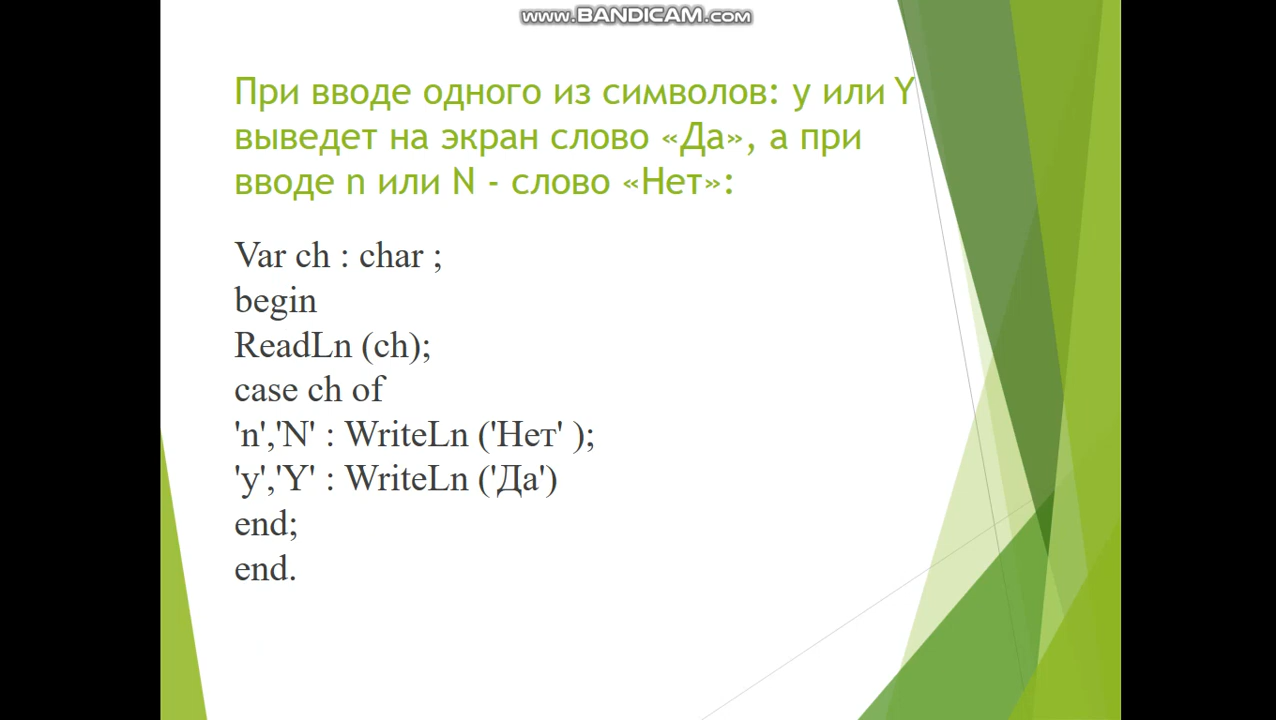 www.BANDICAM.com
При вводе одного из символов: y или Y
выведет на экран слово «Да», а при
вводе n или N - слово «Нет»:
Var ch : char ;
begin
ReadLn (ch);
case ch of
'n','N' : WriteLn ('Нет' );
'y','Y' : WriteLn ('Да')
end;
end.